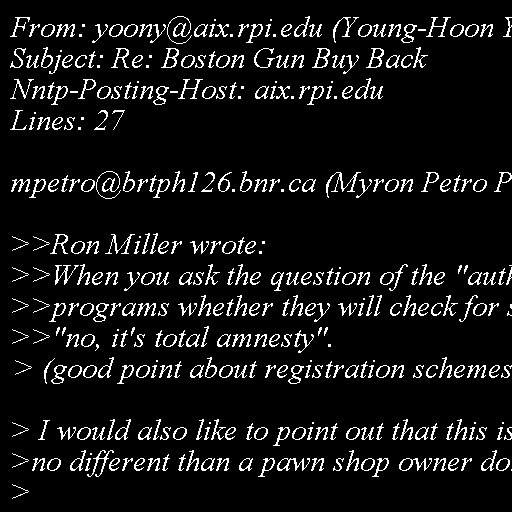 From: yoony@aix.rpi.edu (Young-Hoon Y
Subject: Re: Boston Gun Buy Back
Nntp-Posting-Host: aix.rpi.edu
Lines: 27
mpetro@brtph126.bnr.ca (Myron Petro P
>>Ron Miller wrote:
>>When you ask the question of the "auth
>>programs whether they will check for s
>>"no, it's total amnesty".
> (good point about registration schemes
> I would also like to point out that this is
>no different than a pawn shop owner do
>